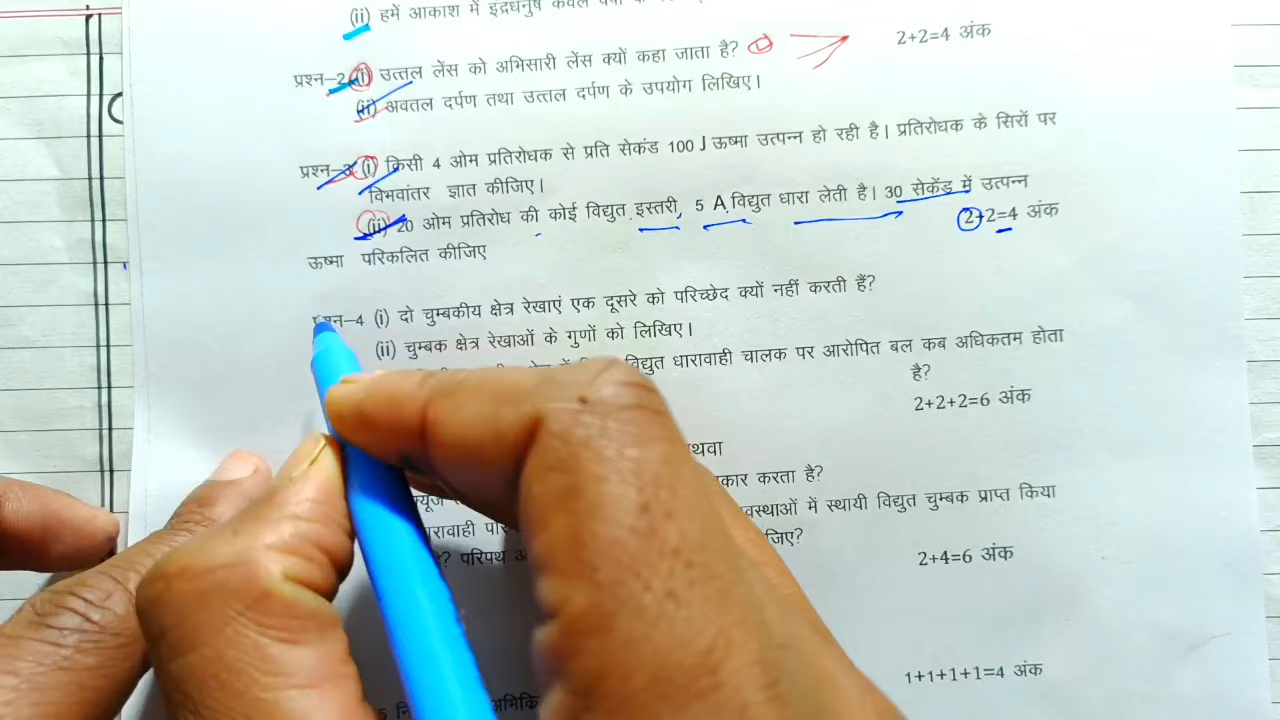 (ii) हमें आकाश में इंद्रधनुष केवल
2+2=4 अंक
प्रश्न–2 (i) उत्तल लेंस को अभिसारी लेंस क्यों कहा जाता है?
(ii) अवतल दर्पण तथा उत्तल दर्पण के उपयोग लिखिए।
प्रश्न–3 (i) किसी 4 ओम प्रतिरोधक से प्रति सेकंड 100 J ऊष्मा उत्पन्न हो रही है। प्रतिरोधक के सिरों पर
विभवांतर ज्ञात कीजिए।
(ii) 20 ओम प्रतिरोध की कोई विद्युत इस्तरी, 5 A विद्युत धारा लेती है। 30 सेकेंड में उत्पन्न
ऊष्मा परिकलित कीजिए
2+2=4 अंक
प्रश्न–4 (i) दो चुम्बकीय क्षेत्र रेखाएं एक दूसरे को परिच्छेद क्यों नहीं करती हैं?
(ii) चुम्बक क्षेत्र रेखाओं के गुणों को लिखिए।
विद्युत धारावाही चालक पर आरोपित बल कब अधिकतम होता
है?
2+2+2=6 अंक
करता है?
में स्थायी विद्युत चुम्बक प्राप्त किया
परिपथ
2+4=6 अंक
1+1+1+1=4 अंक